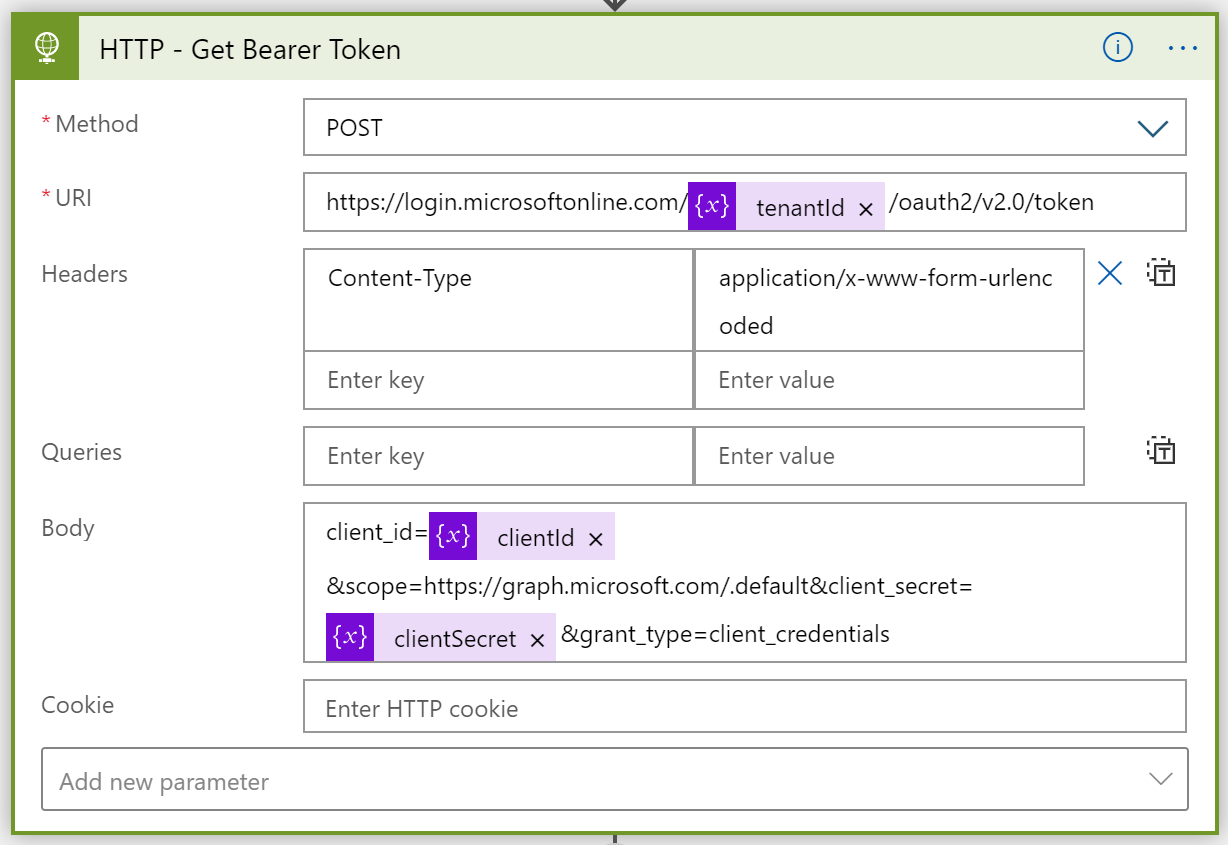 HTTP - Get Bearer Token
* Method
POST
* URI
https://login.microsoftonline.com/ {x} tenantId × /oauth2/v2.0/token
Headers
Content-Type
application/x-www-form-urlenc
oded
Enter key
Enter value
Queries
Enter key
Enter value
Body
client_id= {x} clientId ×
&scope=https://graph.microsoft.com/.default&client_secret=
{x} clientSecret × &grant_type=client_credentials
Cookie
Enter HTTP cookie
Add new parameter